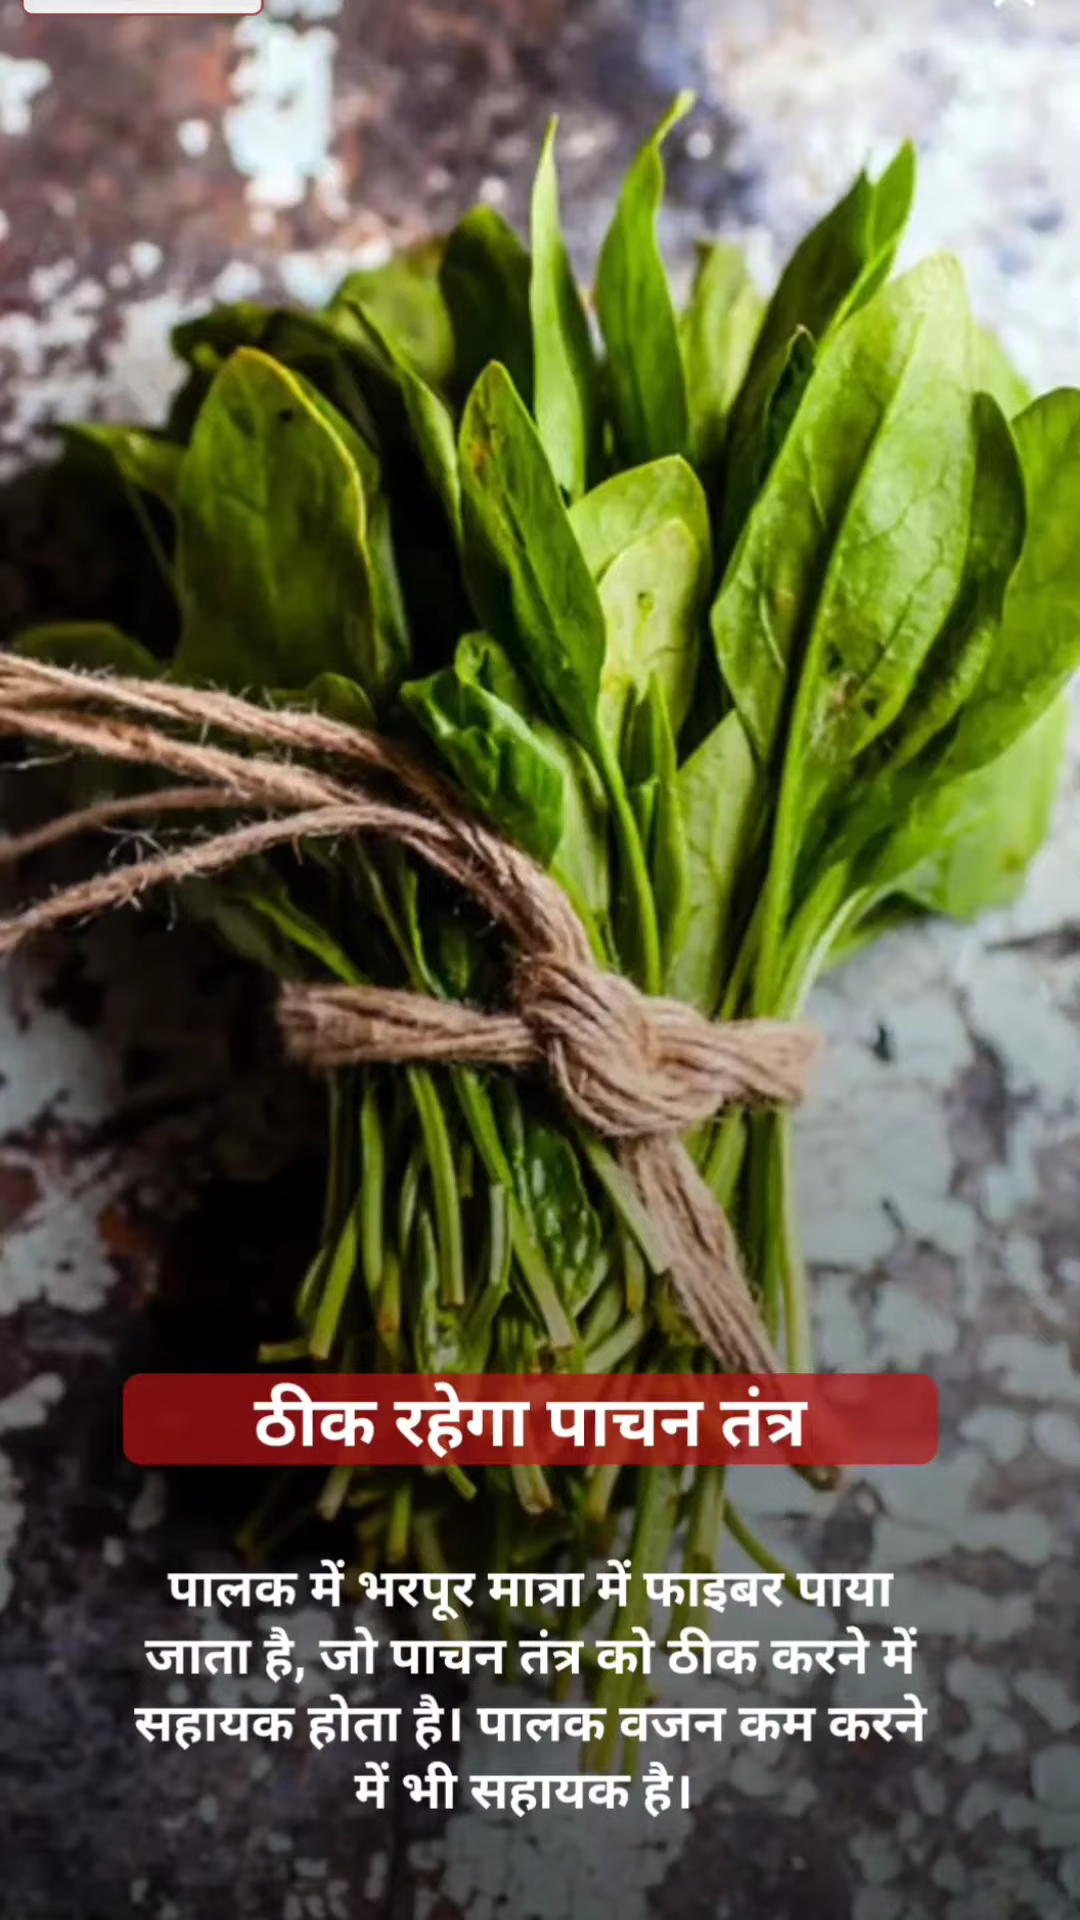 ठीक रहेगा पाचन तंत्र
पालक में भरपूर मात्रा में फाइबर पाया
जाता है, जो पाचन तंत्र को ठीक करने में
सहायक होता है। पालक वजन कम करने
में भी सहायक है।